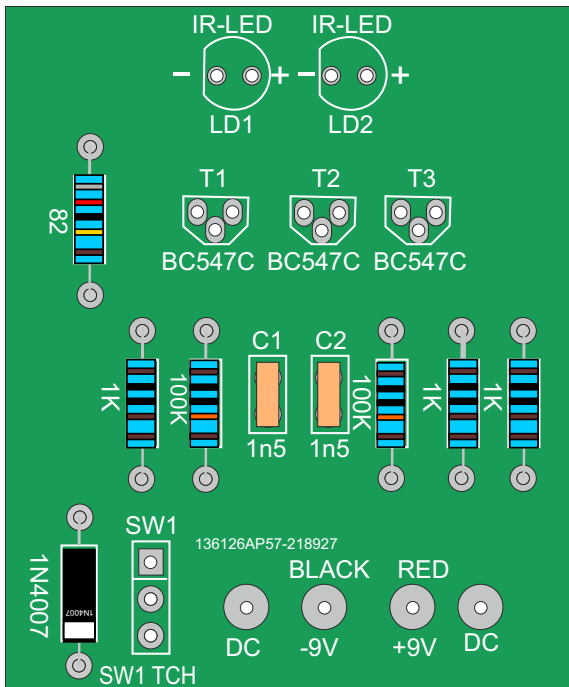 IR-LED IR-LED
- + - +
LD1 LD2
T1 T2 T3
82
BC547C BC547C BC547C
C1 C2
1K 100K 100K 1K 1K
1n5 1n5
SW1
136126AP57-218927
1N4007
1N4007
BLACK RED
DC -9V +9V DC
SW1 TCH